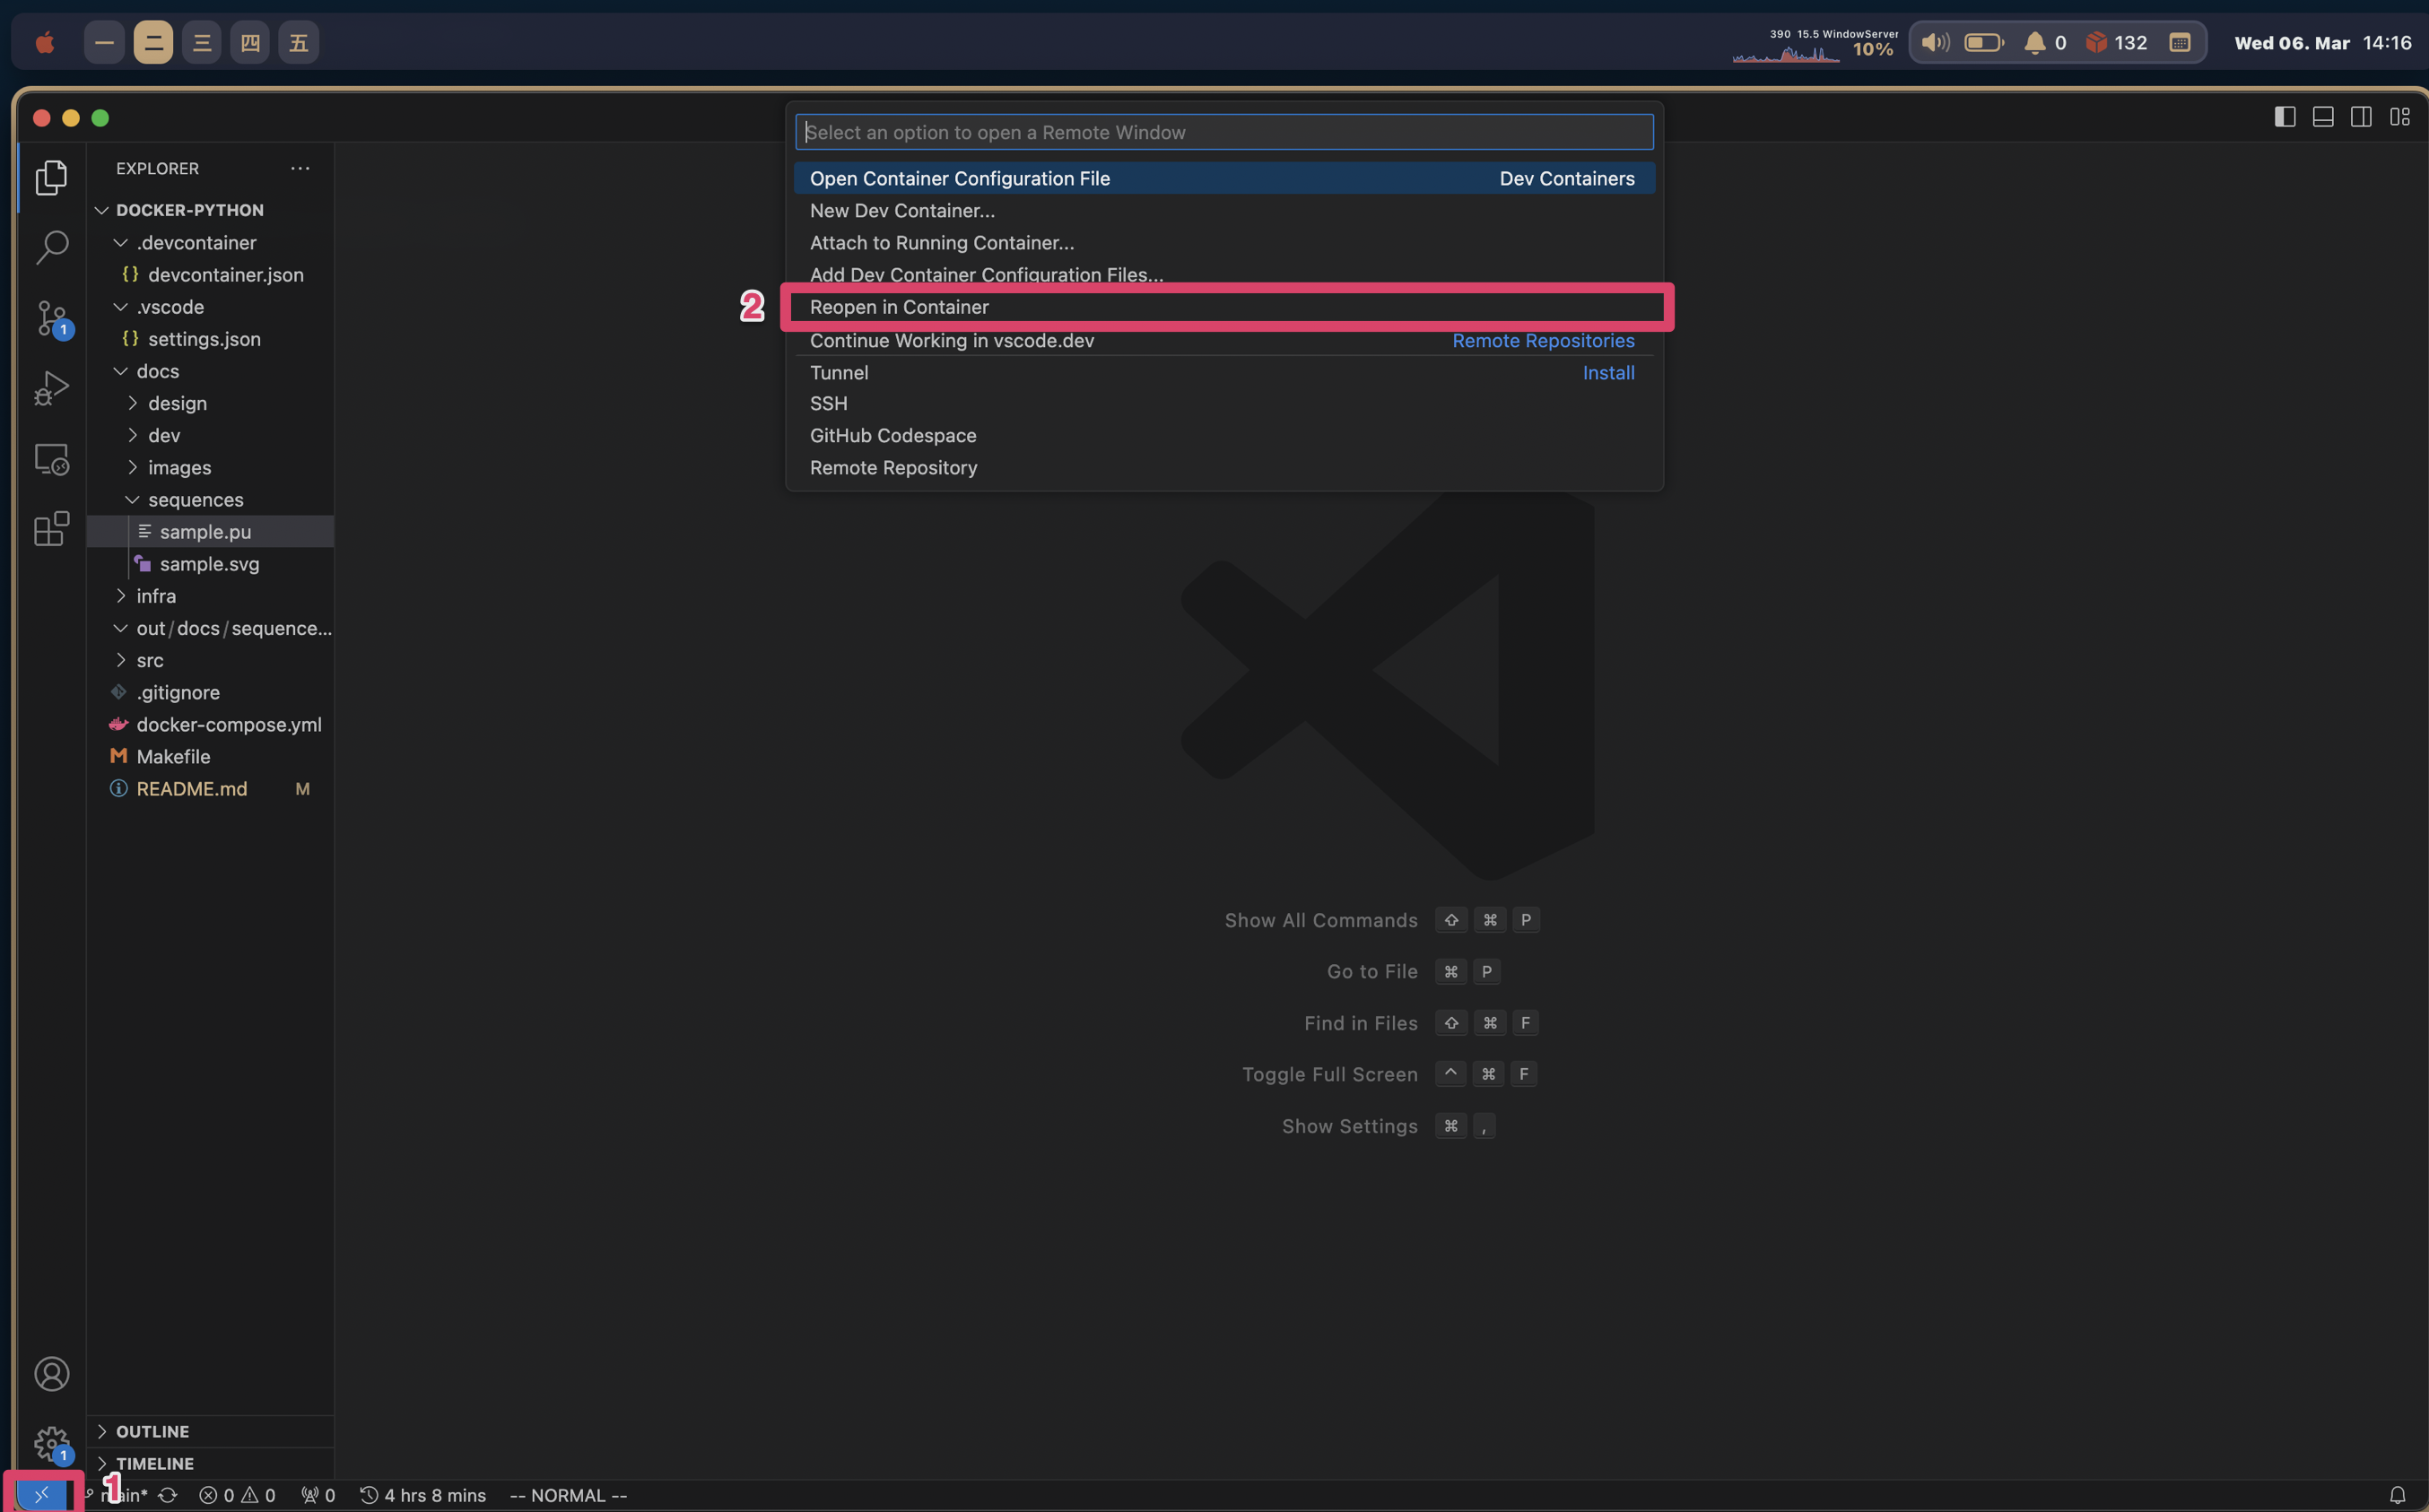 一 二 三 四 五
390 15.5 WindowServer
10%
0
132
Wed 06. Mar 14:16
Select an option to open a Remote Window
Open Container Configuration File Dev Containers
New Dev Container...
Attach to Running Container...
Add Dev Container Configuration Files...
2
Reopen in Container
Continue Working in vscode.dev Remote Repositories
Tunnel Install
SSH
GitHub Codespace
Remote Repository
EXPLORER
DOCKER-PYTHON
.devcontainer
{} devcontainer.json
.vscode
{} settings.json
docs
design
dev
images
sequences
sample.pu
sample.svg
infra
out/docs/sequence...
src
.gitignore
docker-compose.yml
M Makefile
README.md M
1
Show All Commands ⇧ ⌘ P
Go to File ⌘ P
Find in Files ⇧ ⌘ F
Toggle Full Screen ^ ⌘ F
Show Settings ⌘ ,
OUTLINE
1
TIMELINE
1
main* 0 0 0 4 hrs 8 mins -- NORMAL --